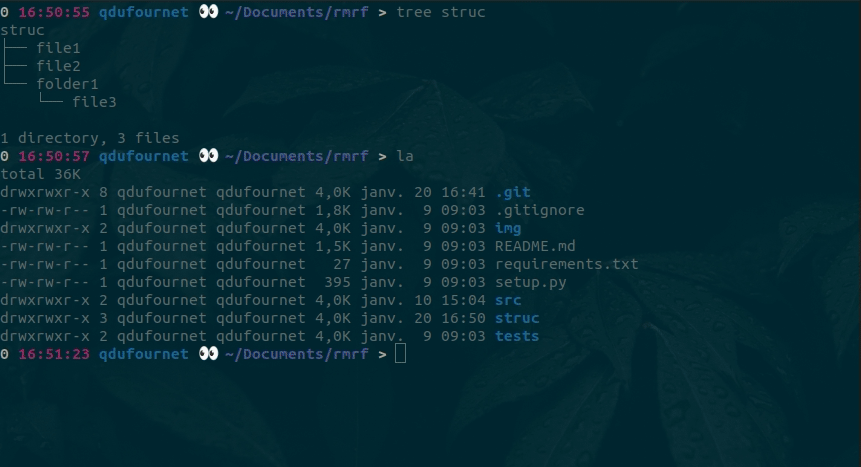 0 16:50:55 qdufournet 👀 ~/Documents/rmrf > tree struc
struc
├── file1
├── file2
└── folder1
    └── file3

1 directory, 3 files
0 16:50:57 qdufournet 👀 ~/Documents/rmrf > la
total 36K
drwxrwxr-x 8 qdufournet qdufournet 4,0K janv. 20 16:41 .git
-rw-rw-r-- 1 qdufournet qdufournet 1,8K janv.  9 09:03 .gitignore
drwxrwxr-x 2 qdufournet qdufournet 4,0K janv.  9 09:03 img
-rw-rw-r-- 1 qdufournet qdufournet 1,5K janv.  9 09:03 README.md
-rw-rw-r-- 1 qdufournet qdufournet   27 janv.  9 09:03 requirements.txt
-rw-rw-r-- 1 qdufournet qdufournet  395 janv.  9 09:03 setup.py
drwxrwxr-x 2 qdufournet qdufournet 4,0K janv. 10 15:04 src
drwxrwxr-x 3 qdufournet qdufournet 4,0K janv. 20 16:50 struc
drwxrwxr-x 2 qdufournet qdufournet 4,0K janv.  9 09:03 tests
0 16:51:23 qdufournet 👀 ~/Documents/rmrf >